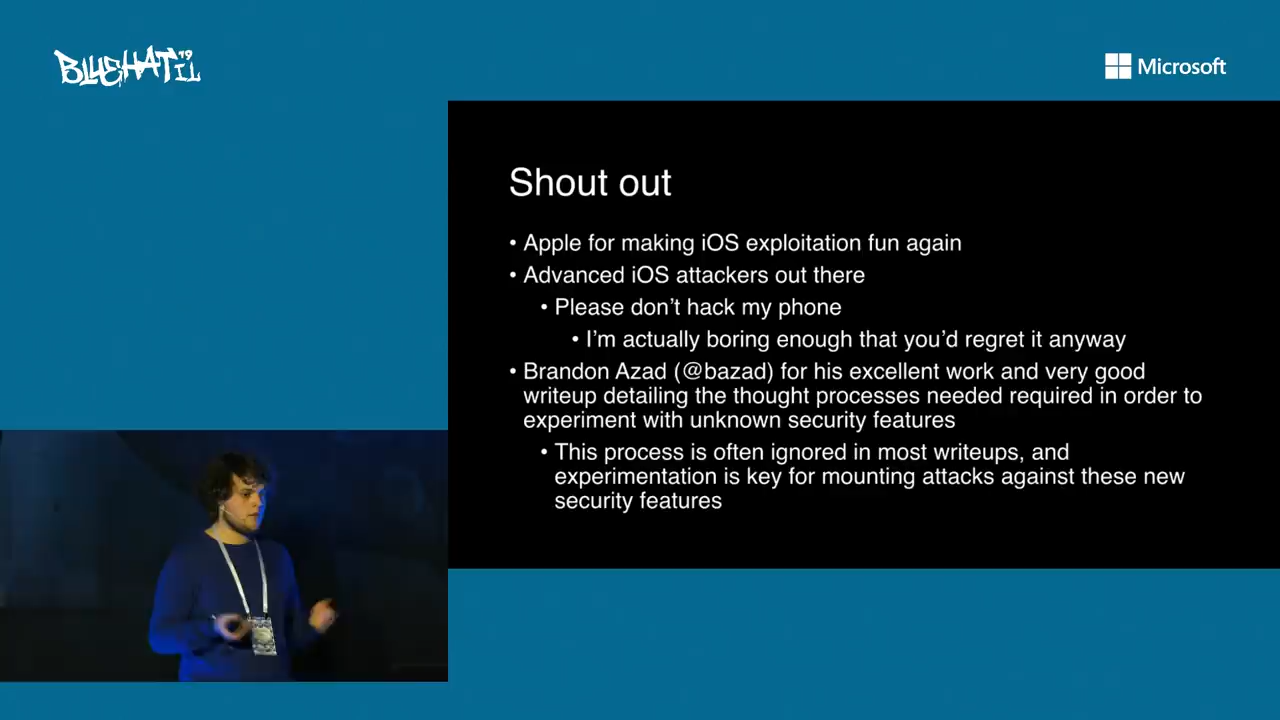 BLUEHAT IL 19
Microsoft
Shout out
• Apple for making iOS exploitation fun again
• Advanced iOS attackers out there
• Please don't hack my phone
• I'm actually boring enough that you'd regret it anyway
• Brandon Azad (@bazad) for his excellent work and very good
writeup detailing the thought processes needed required in order to
experiment with unknown security features
• This process is often ignored in most writeups, and
experimentation is key for mounting attacks against these new
security features